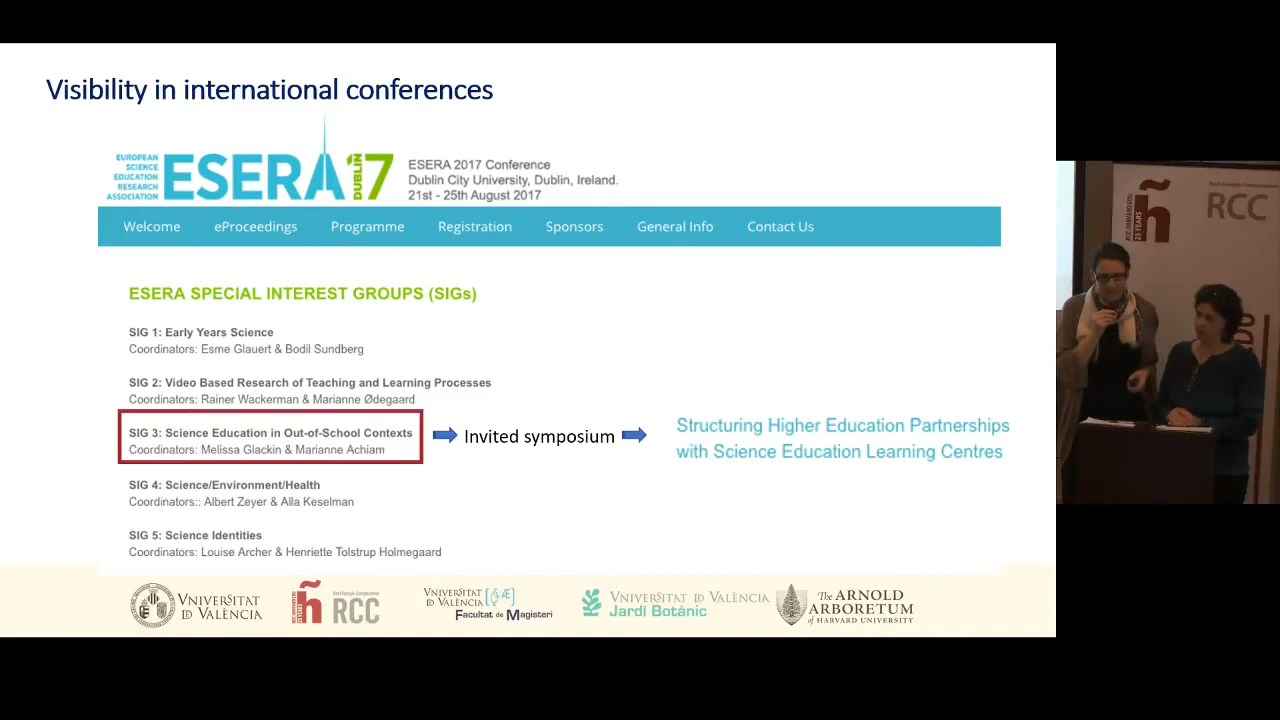 Visibility in international conferences
EUROPEAN
SCIENCE
EDUCATION
RESEARCH
ASSOCIATION
ESERA
DUBLIN
17
ESERA 2017 Conference
Dublin City University, Dublin, Ireland.
21st - 25th August 2017
Welcome eProceedings Programme Registration Sponsors General Info Contact Us
ESERA SPECIAL INTEREST GROUPS (SIGs)
SIG 1: Early Years Science
Coordinators: Esme Glauert & Bodil Sundberg
SIG 2: Video Based Research of Teaching and Learning Processes
Coordinators: Rainer Wackerman & Marianne Ødegaard
SIG 3: Science Education in Out-of-School Contexts
Coordinators: Melissa Glackin & Marianne Achiam
Invited symposium
Structuring Higher Education Partnerships
with Science Education Learning Centres
SIG 4: Science/Environment/Health
Coordinators:: Albert Zeyer & Alla Keselman
SIG 5: Science Identities
Coordinators: Louise Archer & Henriette Tolstrup Holmegaard
VNIVERSITAT
D VALÈNCIA
RCC
VNIVERSITAT
D VALÈNCIA
Facultat de Magisteri
VNIVERSITAT D VALÈNCIA
Jardí Botànic
The ARNOLD
ARBORETUM
of HARVARD UNIVERSITY
RCC HARVARD.EDU
25 YEARS
ñ
RCC